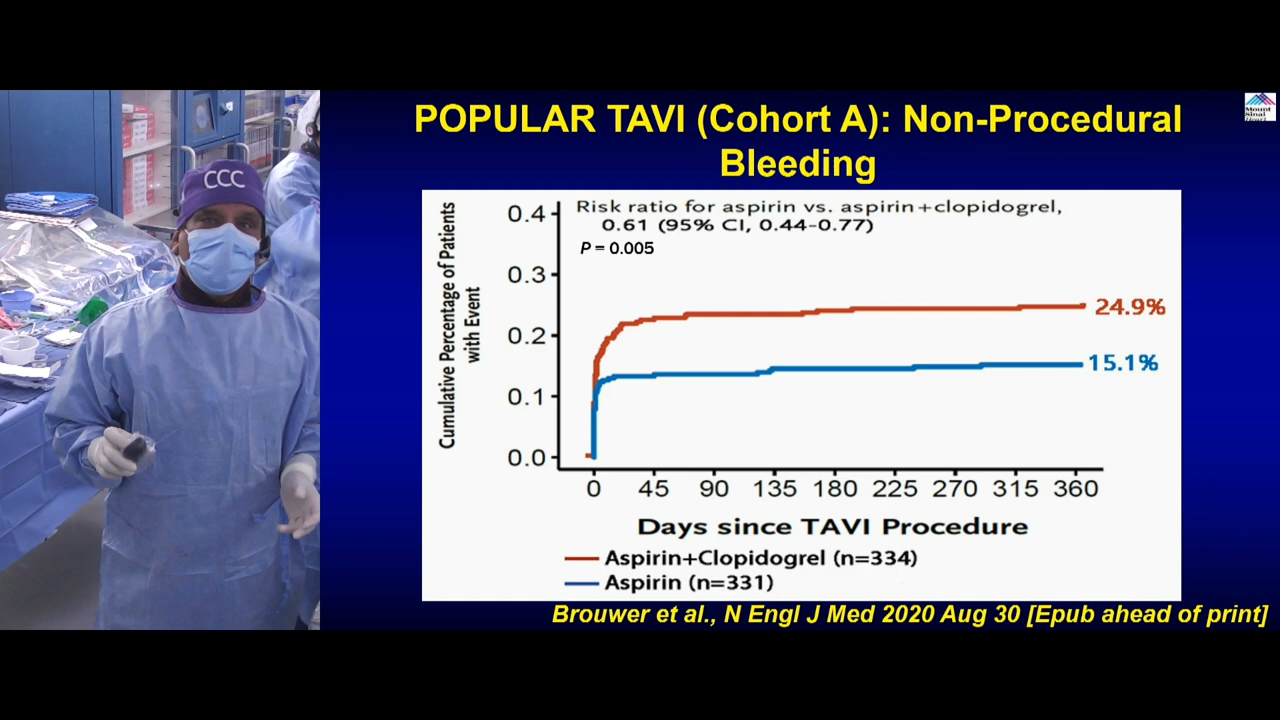 CCC
POPULAR TAVI (Cohort A): Non-Procedural
Bleeding
Mount
Sinai
Heart
Risk ratio for aspirin vs. aspirin+clopidogrel,
0.61 (95% CI, 0.44-0.77)
P = 0.005
Cumulative Percentage of Patients
with Event
0.4
0.3
0.2
0.1
0.0
24.9%
15.1%
0 45 90 135 180 225 270 315 360
Days since TAVI Procedure
Aspirin+Clopidogrel (n=334)
Aspirin (n=331)
Brouwer et al., N Engl J Med 2020 Aug 30 [Epub ahead of print]